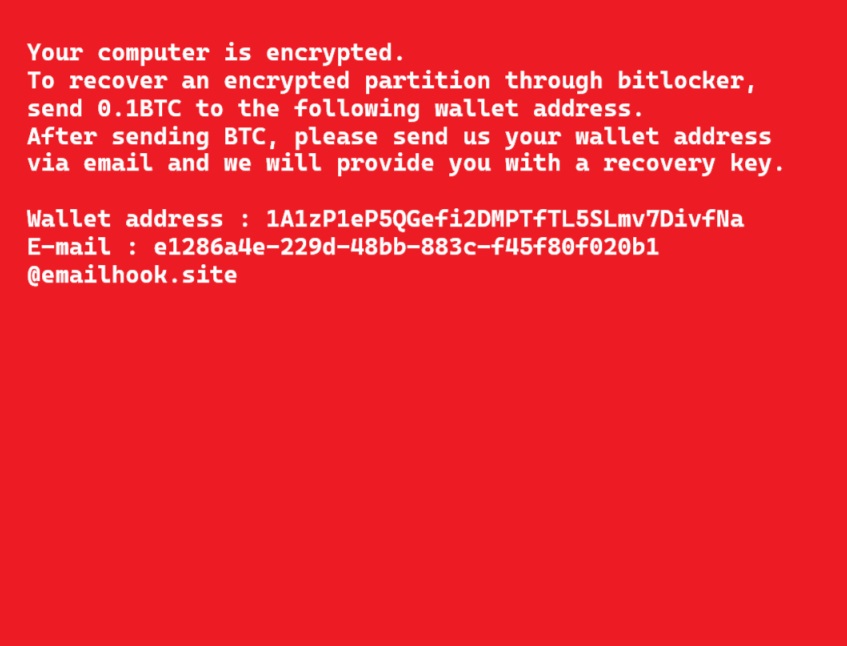 Your computer is encrypted.
To recover an encrypted partition through bitlocker,
send 0.1BTC to the following wallet address.
After sending BTC, please send us your wallet address
via email and we will provide you with a recovery key.
Wallet address : 1A1zP1eP5QGefi2DMPTfTL5SLmv7DivfNa
E-mail : e1286a4e-229d-48bb-883c-f45f80f020b1
@emailhook.site